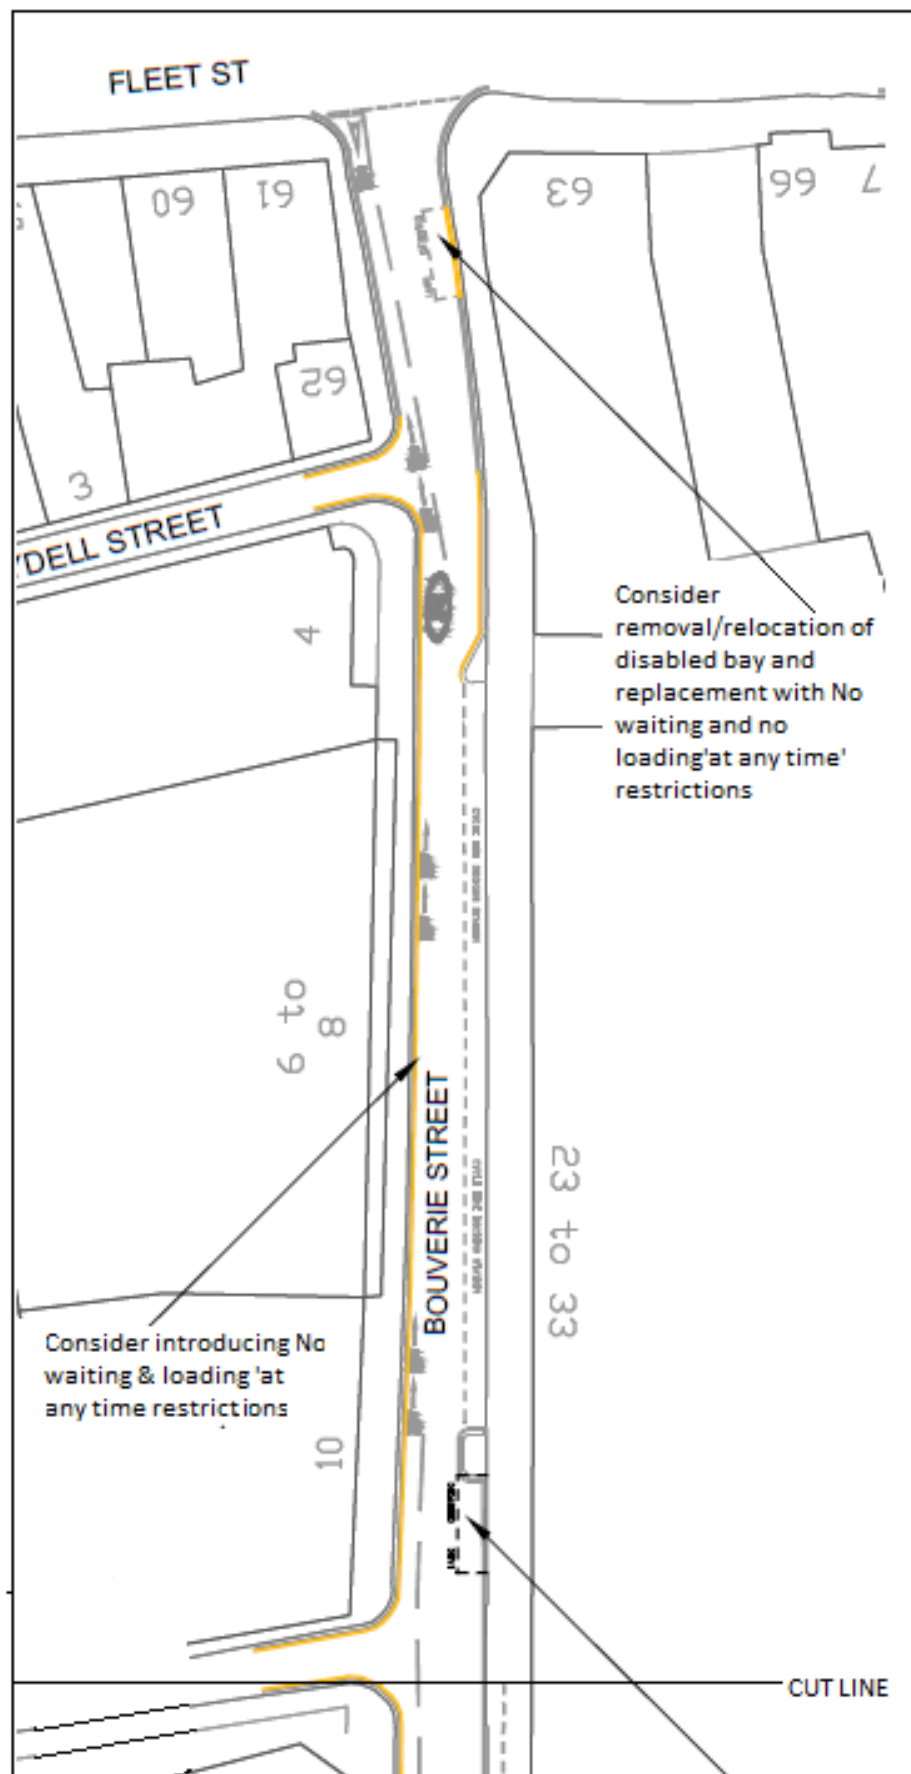 FLEET ST
60
61
63
66
7
62
3
YDELL STREET
4
Consider
removal/relocation of
disabled bay and
replacement with No
waiting and no
loading'at any time'
restrictions
6 to
8
BOUVERIE STREET
23 to 33
Consider introducing No
waiting & loading 'at
any time restrictions
10
CUT LINE